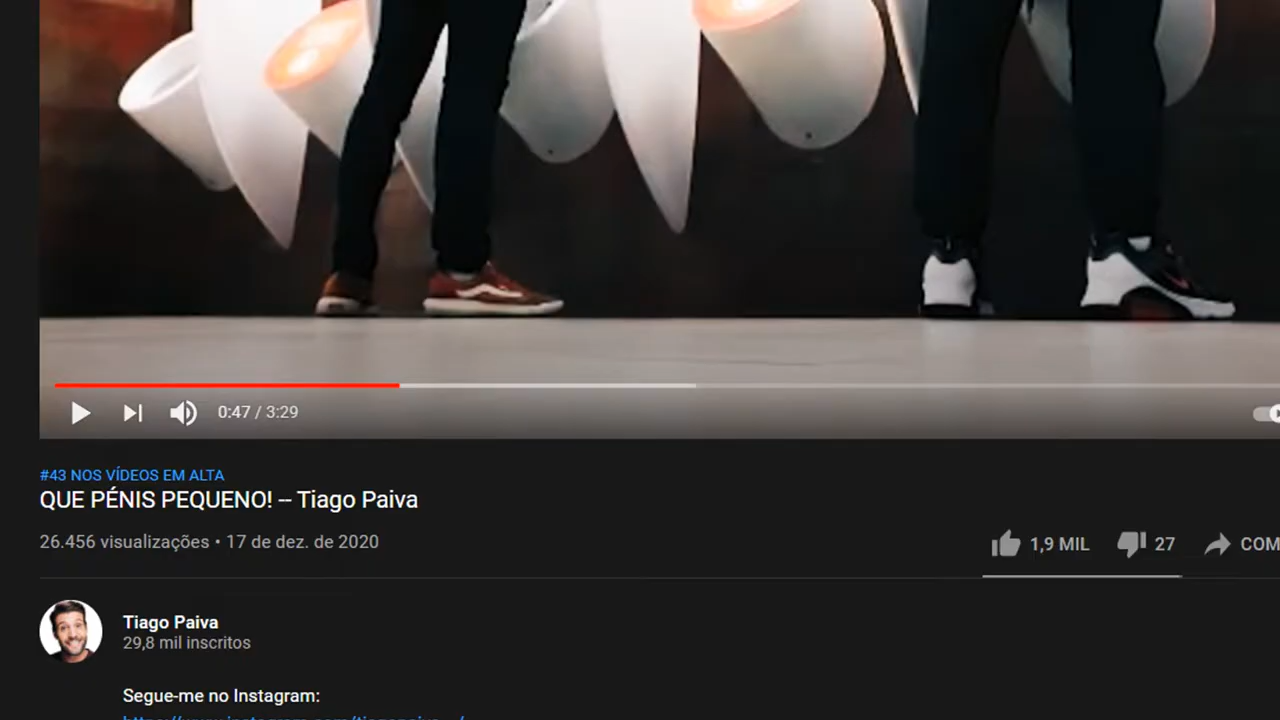 0:47 / 3:29
#43 NOS VÍDEOS EM ALTA
QUE PÉNIS PEQUENO! -- Tiago Paiva
26.456 visualizações • 17 de dez. de 2020
1,9 MIL 27 COM
Tiago Paiva
29,8 mil inscritos
Segue-me no Instagram: